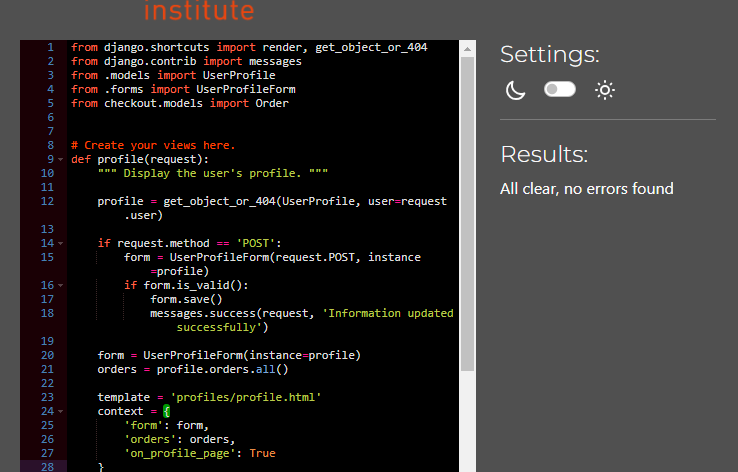 institute
1 from django.shortcuts import render, get_object_or_404
2 from django.contrib import messages
3 from .models import UserProfile
4 from .forms import UserProfileForm
5 from checkout.models import Order
6
7
8 # Create your views here.
9 def profile(request):
10 """ Display the user's profile. """
11
12 profile = get_object_or_404(UserProfile, user=request
.user)
13
14 if request.method == 'POST':
15 form = UserProfileForm(request.POST, instance
=profile)
16 if form.is_valid():
17 form.save()
18 messages.success(request, 'Information updated
successfully')
19
20 form = UserProfileForm(instance=profile)
21 orders = profile.orders.all()
22
23 template = 'profiles/profile.html'
24 context = {
25 'form': form,
26 'orders': orders,
27 'on_profile_page': True
28 }
Settings:
Results:
All clear, no errors found